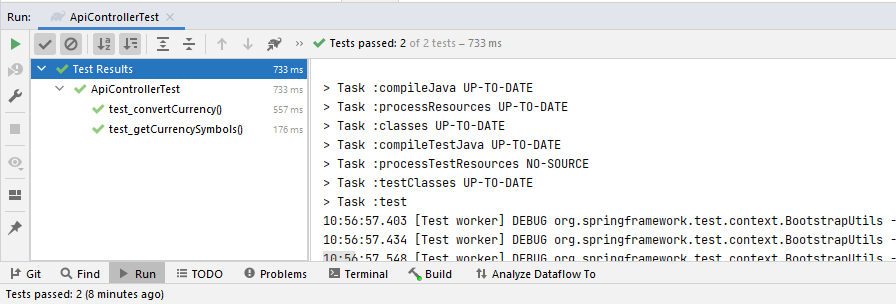 Run: ApiControllerTest
Tests passed: 2 of 2 tests – 733 ms
Test Results 733 ms
ApiControllerTest 733 ms
test_convertCurrency() 557 ms
test_getCurrencySymbols() 176 ms
> Task :compileJava UP-TO-DATE
> Task :processResources UP-TO-DATE
> Task :classes UP-TO-DATE
> Task :compileTestJava UP-TO-DATE
> Task :processTestResources NO-SOURCE
> Task :testClasses UP-TO-DATE
> Task :test
10:56:57.403 [Test worker] DEBUG org.springframework.test.context.BootstrapUtils -
10:56:57.434 [Test worker] DEBUG org.springframework.test.context.BootstrapUtils -
10:56:57.548 [Test worker] DEBUG org.springframework.test.context.BootstrapUtils -
Git Find Run TODO Problems Terminal Build Analyze Dataflow To
Tests passed: 2 (8 minutes ago)